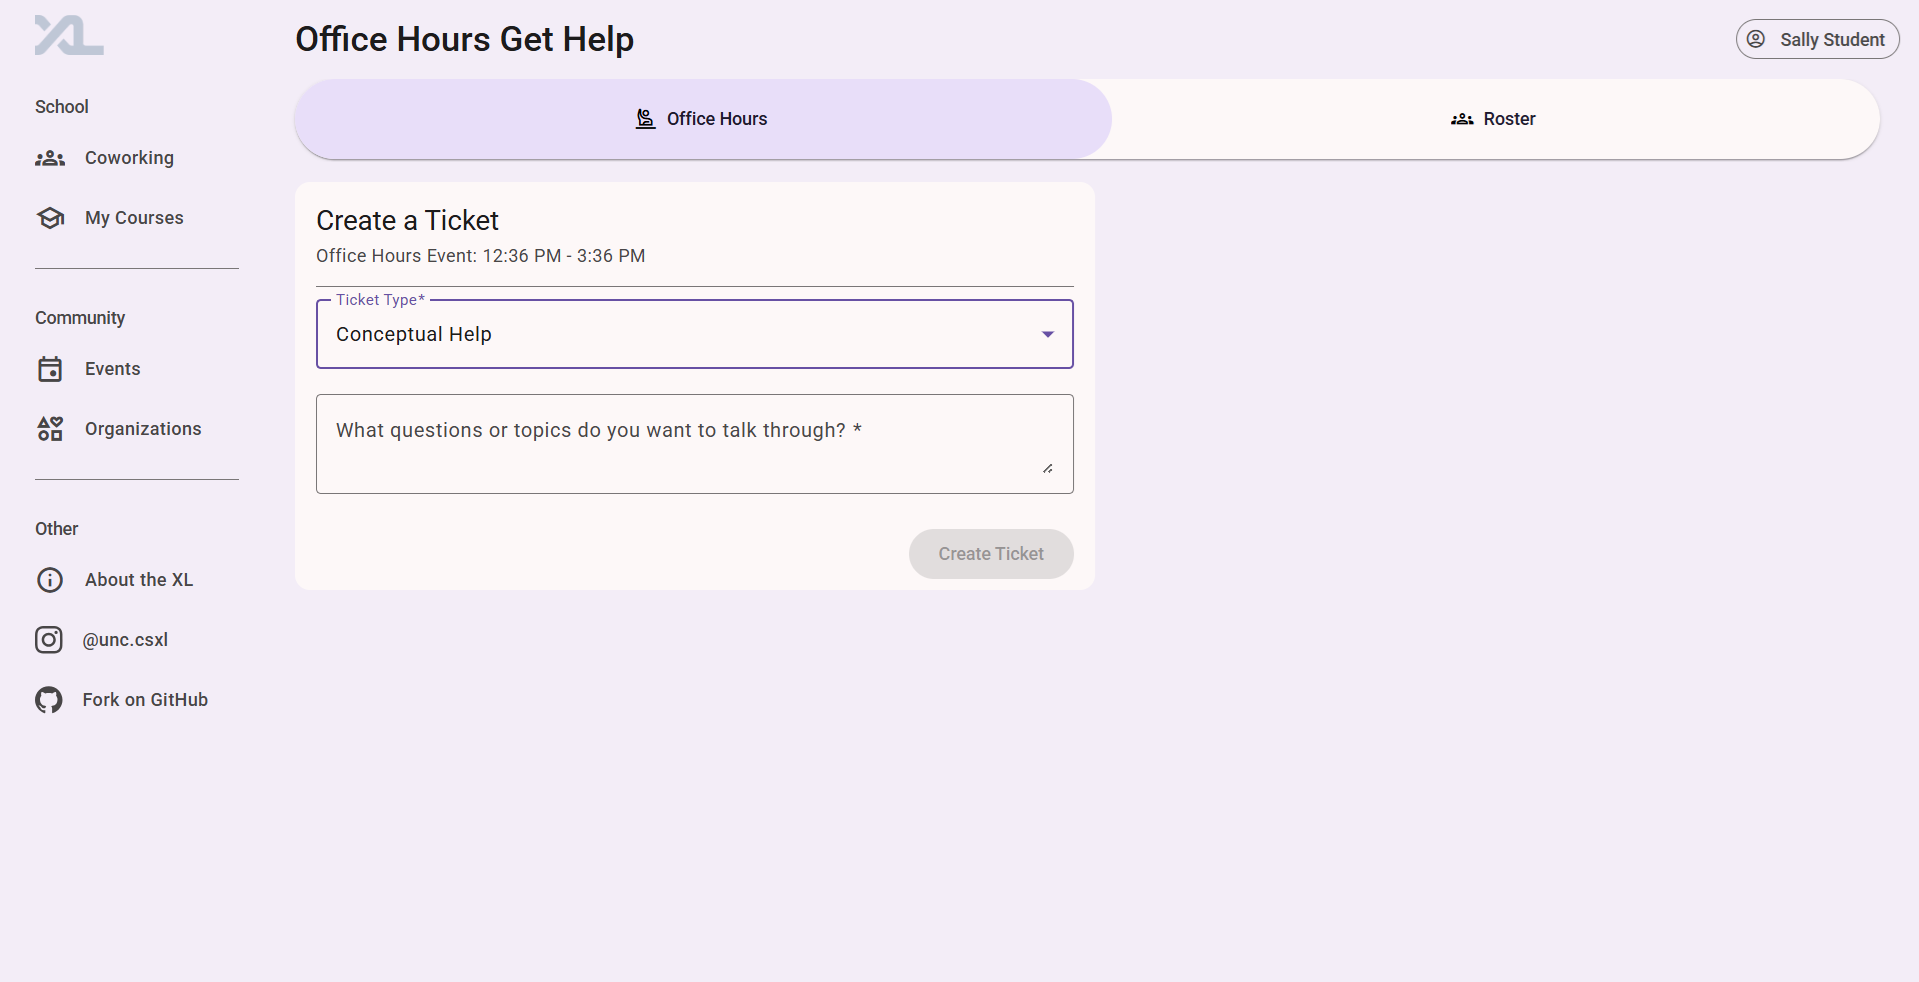 XL
Office Hours Get Help
Sally Student
School
Coworking
My Courses
Community
Events
Organizations
Other
About the XL
@unc.csxl
Fork on GitHub
Office Hours
Roster
Create a Ticket
Office Hours Event: 12:36 PM - 3:36 PM
Ticket Type*
Conceptual Help
What questions or topics do you want to talk through? *
Create Ticket